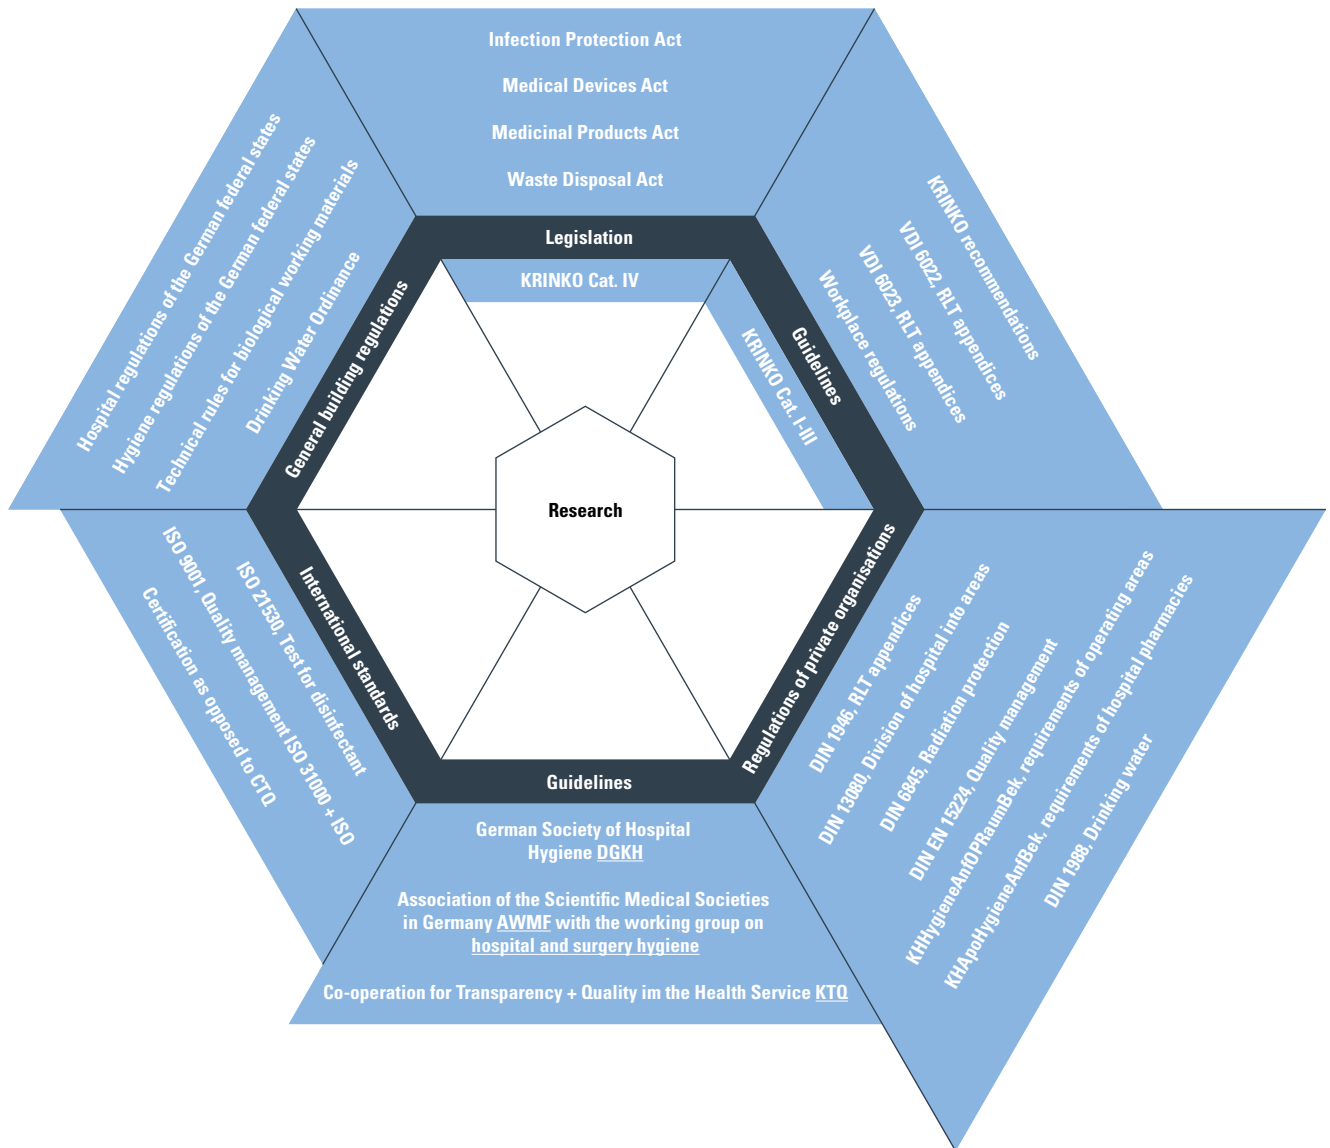 Infection Protection Act
Medical Devices Act
Medicinal Products Act
Waste Disposal Act
Legislation
KRINKO Cat. IV
KRINKO recommendations
VDI 6022, RLT appendices
VDI 6023, RLT appendices
Workplace regulations
Guidelines
KRINKO Cat. I-III
Hospital regulations of the German federal states
Hygiene regulations of the German federal states
Technical rules for biological working materials
Drinking Water Ordinance
General building regulations
Research
International standards
ISO 21530, Test for disinfectant
ISO 9001, Quality management ISO 31000 + ISO
Certification as opposed to CTQ
Regulations of private organisations
DIN 1946, RLT appendices
DIN 13080, Division of hospital into areas
DIN 6845, Radiation protection
DIN EN 15224, Quality management
KHHygieneAnfOPRaumBek, requirements of operating areas
KHApoHygieneAnfBek, requirements of hospital pharmacies
DIN 1988, Drinking water
Guidelines
German Society of Hospital
Hygiene DGKH
Association of the Scientific Medical Societies
in Germany AWMF with the working group on
hospital and surgery hygiene
Co-operation for Transparency + Quality im the Health Service KTQ